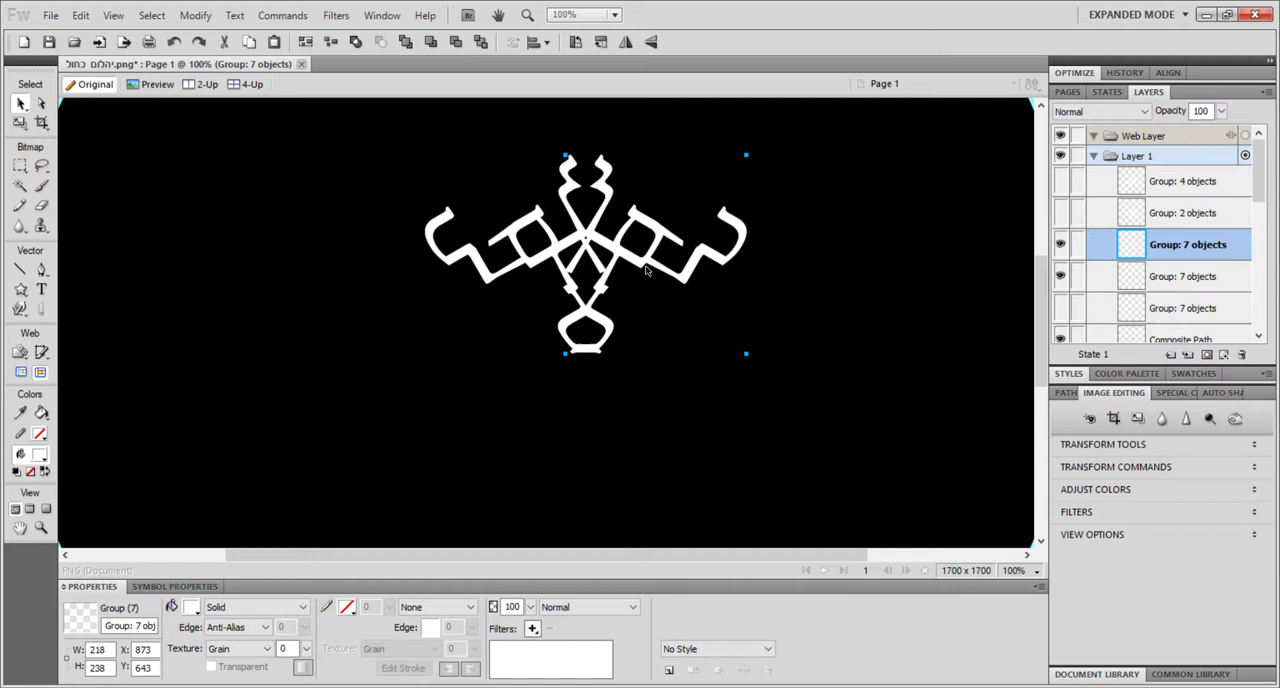 Fw File Edit View Select Modify Text Commands Filters Window Help Br 100% EXPANDED MODE
יהלום כחול.png* : Page 1 @ 100% (Group: 7 objects)
Original Preview 2-Up 4-Up Page 1
Select
Bitmap
Vector
T
Web
Colors
View
OPTIMIZE HISTORY ALIGN
PAGES STATES LAYERS
Normal Opacity 100
Web Layer
Layer 1
Group: 4 objects
Group: 2 objects
Group: 7 objects
Group: 7 objects
Group: 7 objects
Composite Path
State 1
STYLES COLOR PALETTE SWATCHES
PATH IMAGE EDITING SPECIAL C AUTO SHA
TRANSFORM TOOLS
TRANSFORM COMMANDS
ADJUST COLORS
FILTERS
VIEW OPTIONS
PNG (Document) 1 1700 x 1700 100%
PROPERTIES SYMBOL PROPERTIES
Group (7) Solid 0 None 100 Normal
Group: 7 obj Edge: Anti-Alias 0 Edge: 0 Filters:
W: 218 X: 873 Texture: Grain 0 Texture: Grain 0 No Style
H: 238 Y: 643 Transparent Edit Stroke
DOCUMENT LIBRARY COMMON LIBRARY